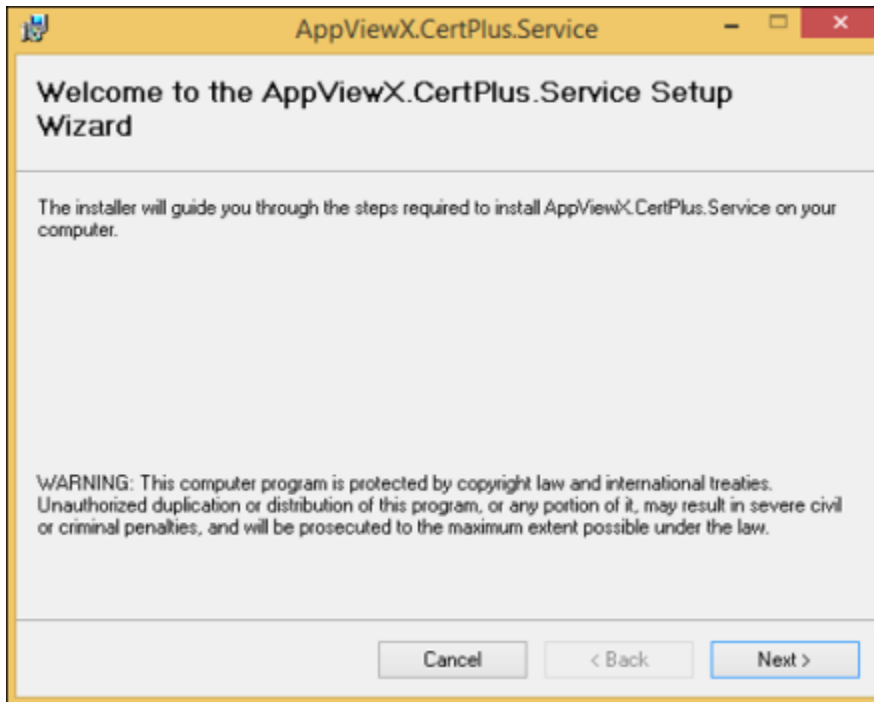 AppViewX.CertPlus.Service
Welcome to the AppViewX.CertPlus.Service Setup
Wizard
The installer will guide you through the steps required to install AppViewX.CertPlus.Service on your
computer.
WARNING: This computer program is protected by copyright law and international treaties.
Unauthorized duplication or distribution of this program, or any portion of it, may result in severe civil
or criminal penalties, and will be prosecuted to the maximum extent possible under the law.
Cancel
< Back
Next >